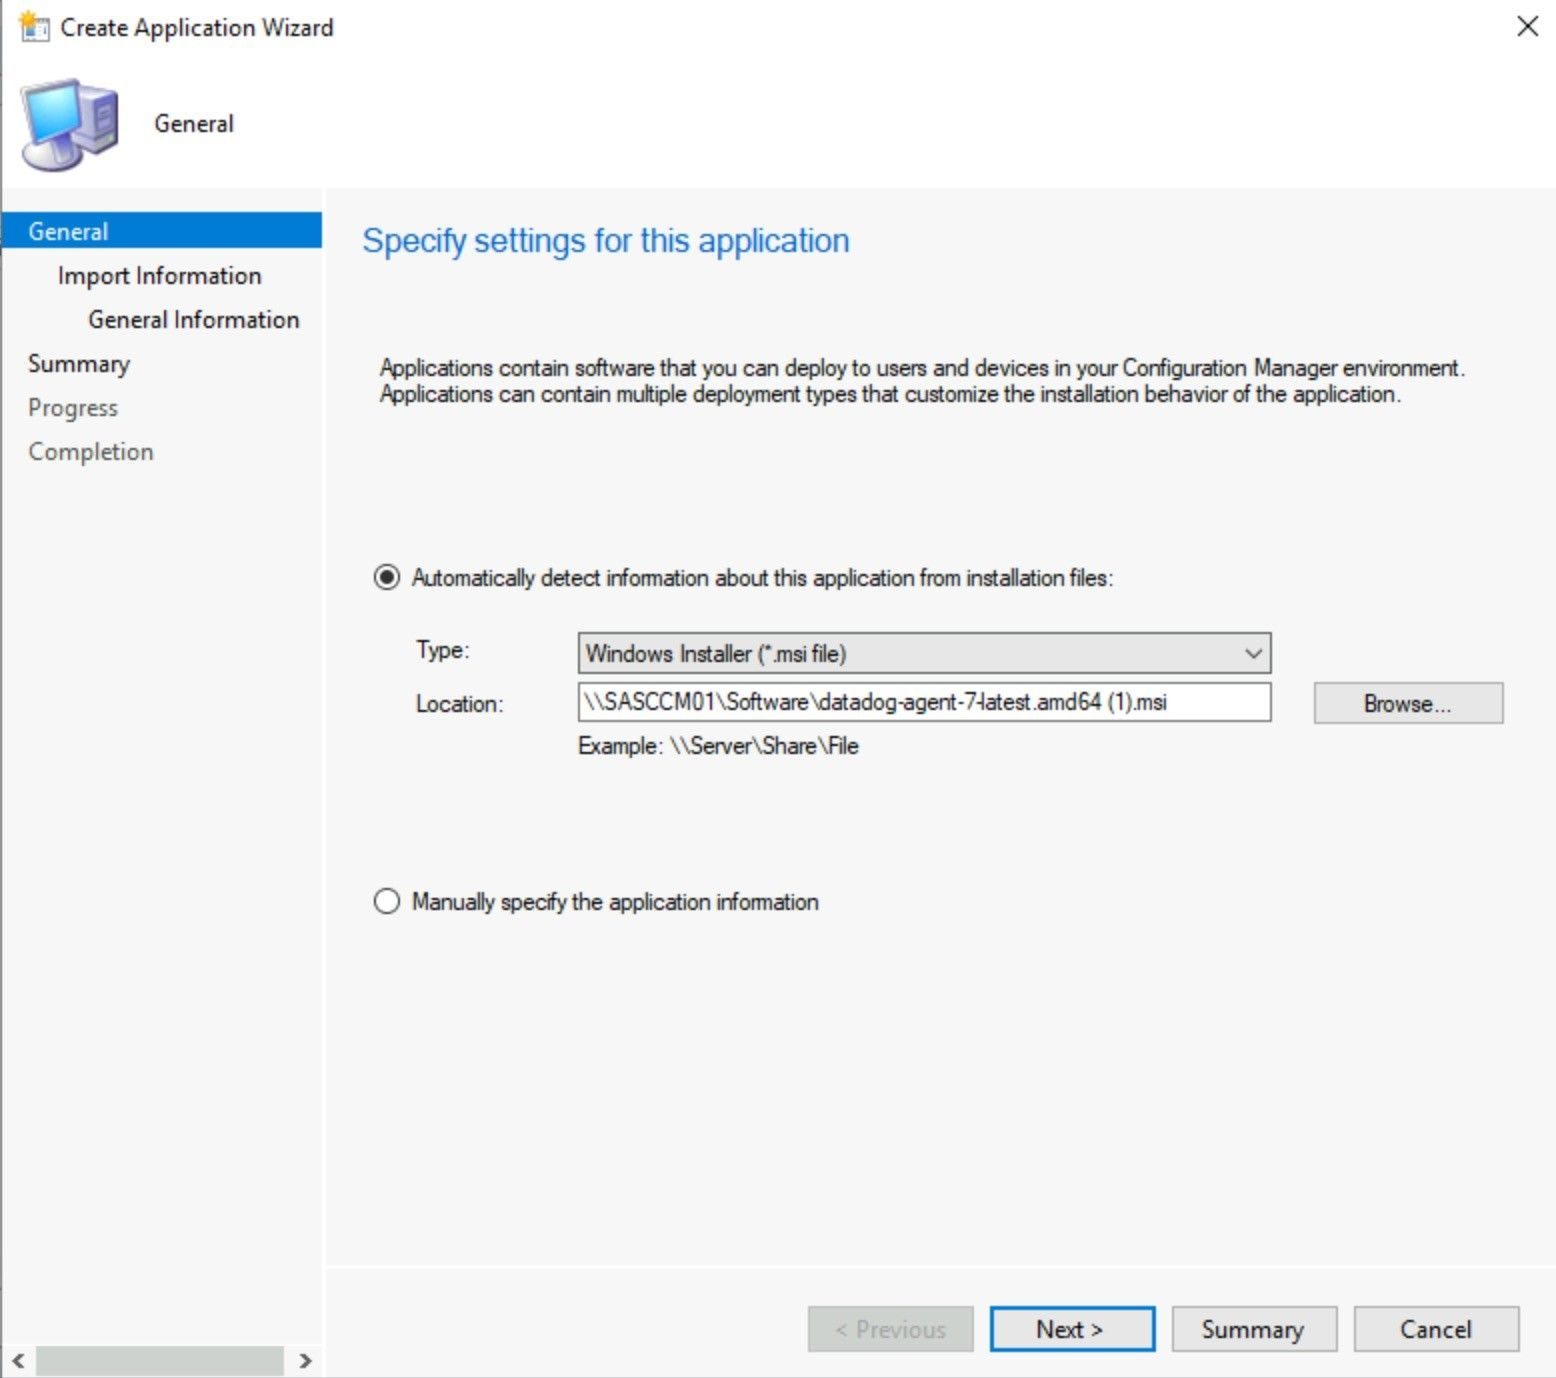 Create Application Wizard
General
General
Import Information
General Information
Summary
Progress
Completion
Specify settings for this application
Applications contain software that you can deploy to users and devices in your Configuration Manager environment.
Applications can contain multiple deployment types that customize the installation behavior of the application.
Automatically detect information about this application from installation files:
Type:
Windows Installer (*.msi file)
Location:
\\SASCCM01\Software\datadog-agent-7-latest.amd64 (1).msi
Browse...
Example: \\Server\Share\File
Manually specify the application information
< Previous
Next >
Summary
Cancel